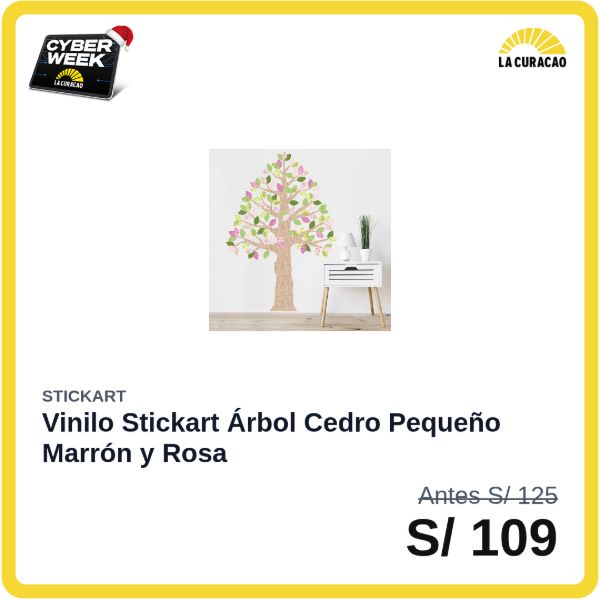 CYBER
WEEK
LA CURACAO
LA CURACAO
STICKART
Vinilo Stickart Árbol Cedro Pequeño
Marrón y Rosa
Antes S/ 125
S/ 109